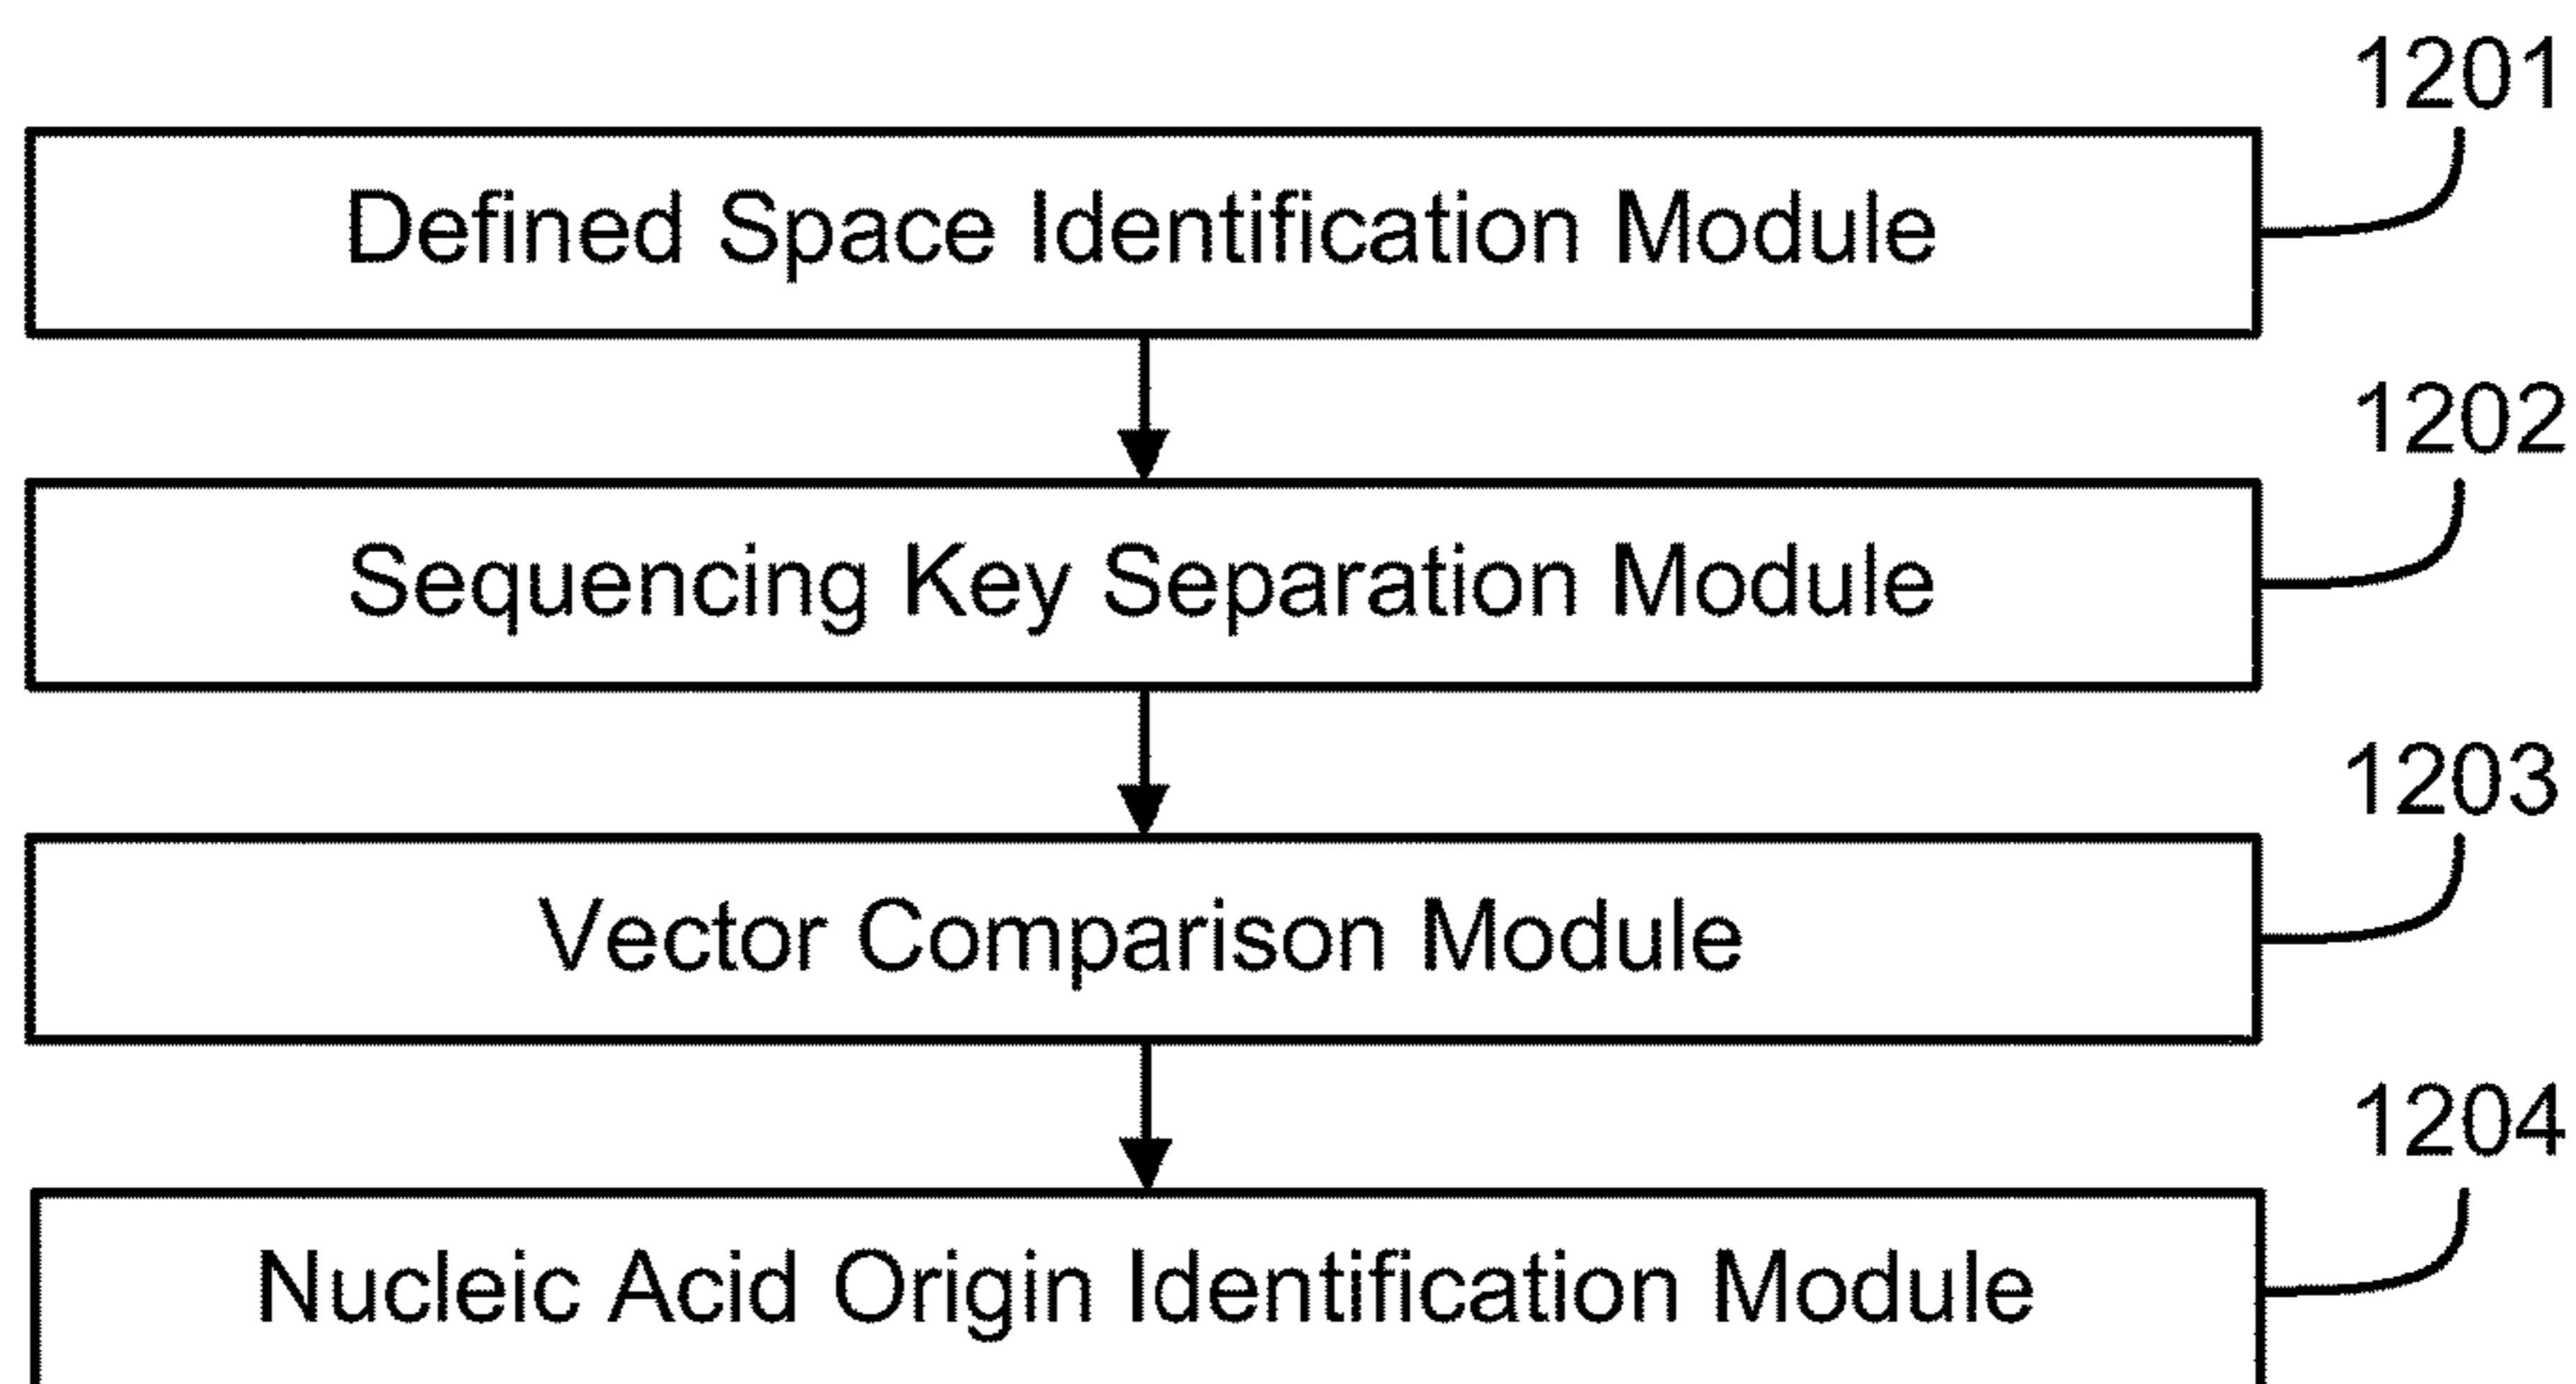 1201
Defined Space Identification Module
1202
Sequencing Key Separation Module
1203
Vector Comparison Module
1204
Nucleic Acid Origin Identification Module